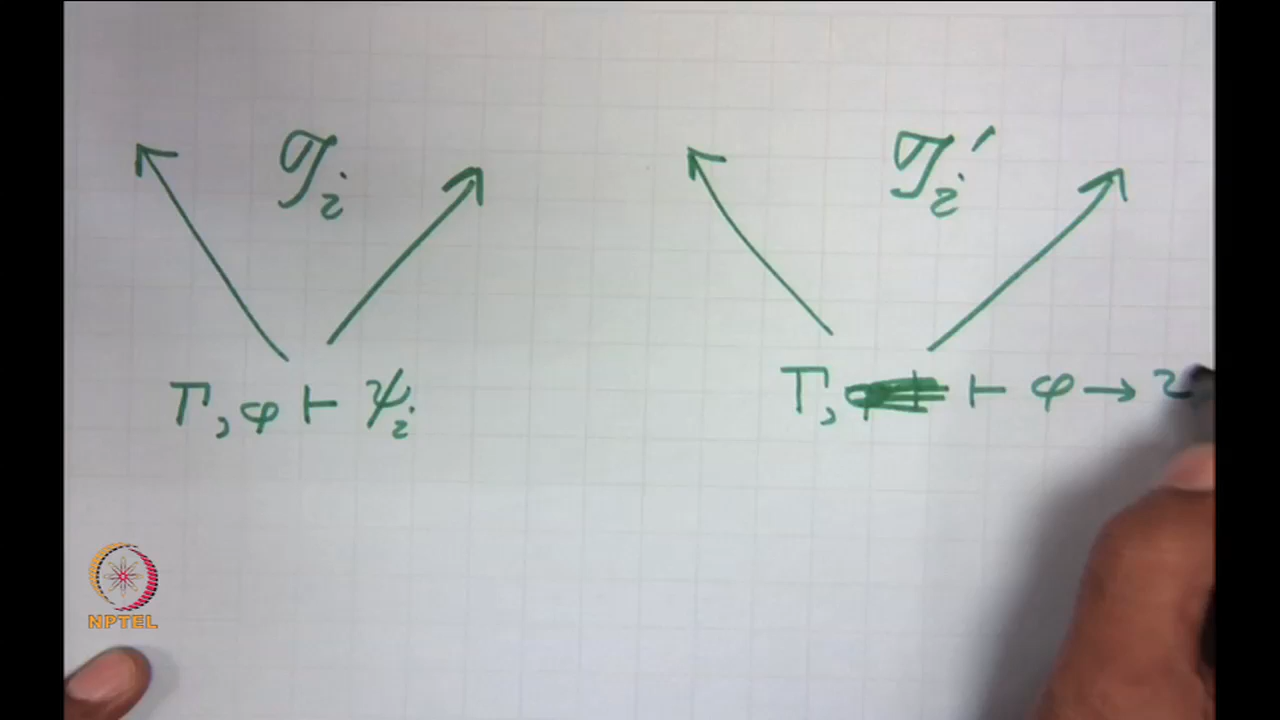 𝒯ᵢ 𝒯ᵢ′
Γ, φ ⊢ ψᵢ Γ, ⊢ φ →
NPTEL